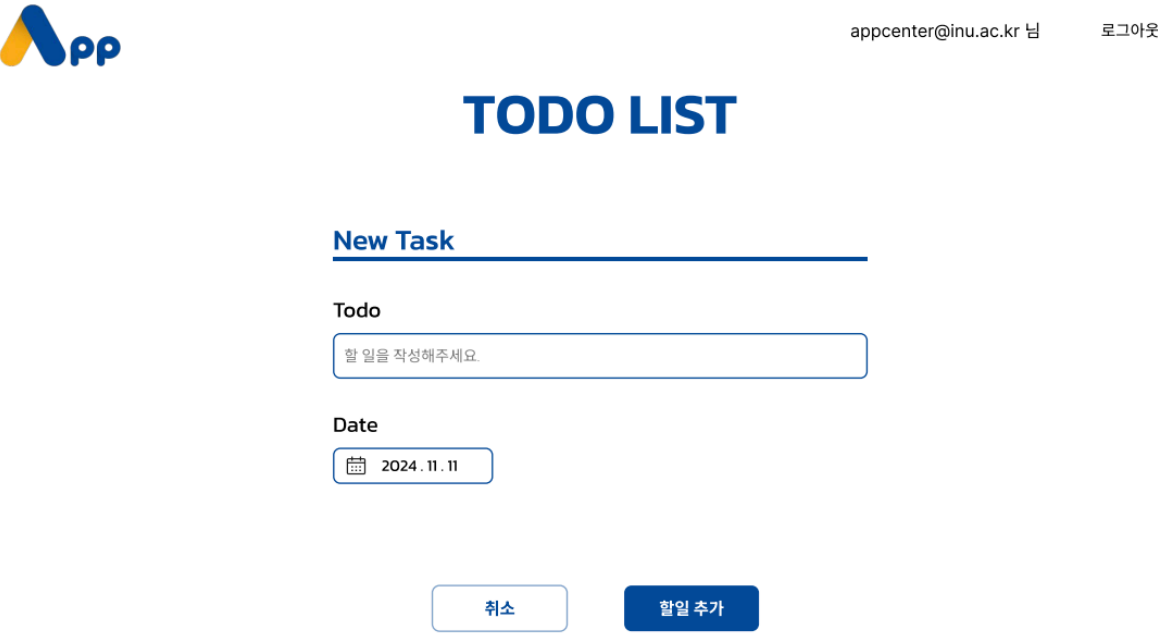 App
appcenter@inu.ac.kr 님
로그아웃
TODO LIST
New Task
Todo
할 일을 작성해주세요.
Date
2024 . 11 . 11
취소
할일 추가